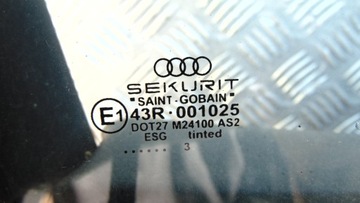 SEKURIT
"SAINT-GOBAIN"
E1 43R·001025
DOT27 M24100 AS2
ESG tinted
...... 3